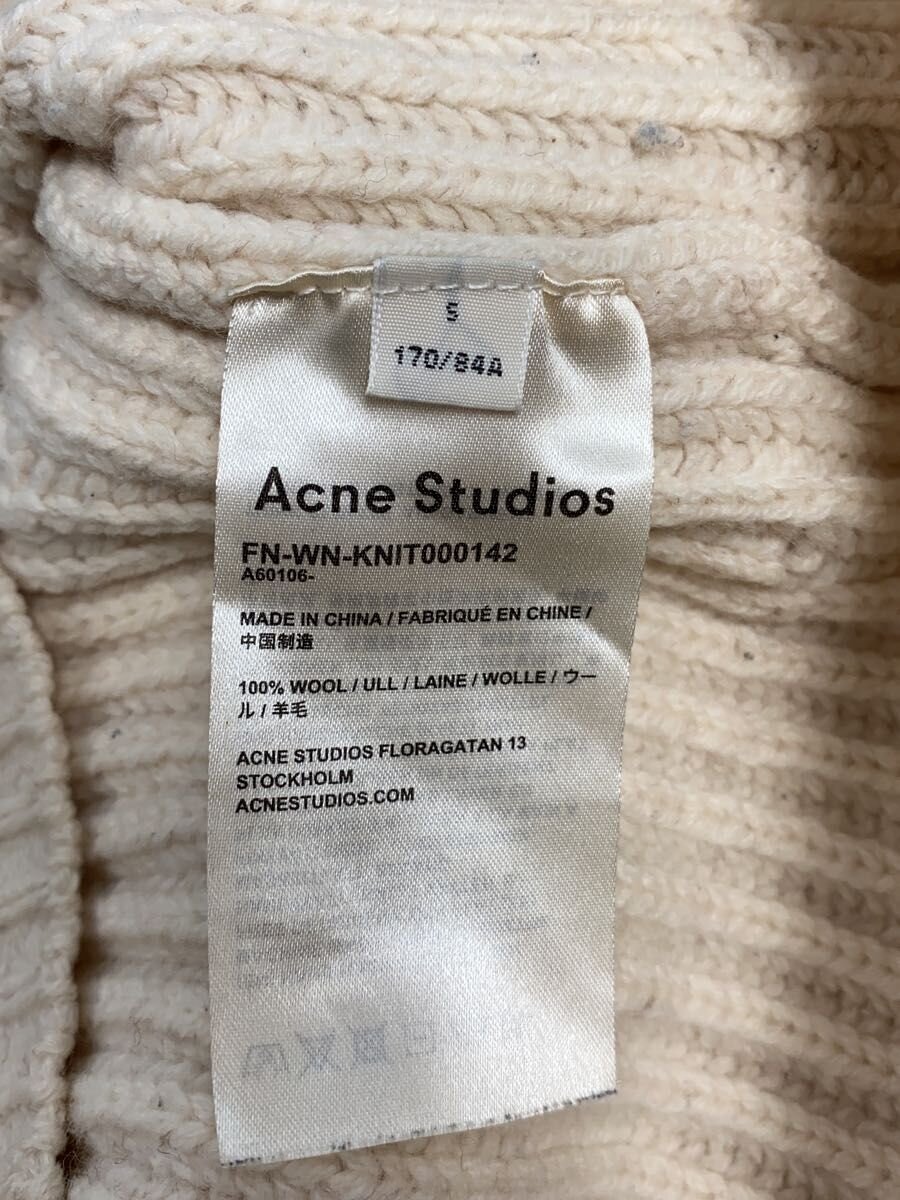 S
170/84A
Acne Studios
FN-WN-KNIT000142
A60106-
MADE IN CHINA / FABRIQUÉ EN CHINE /
中国制造
100% WOOL / ULL / LAINE / WOLLE / ウー
ル / 羊毛
ACNE STUDIOS FLORAGATAN 13
STOCKHOLM
ACNESTUDIOS.COM